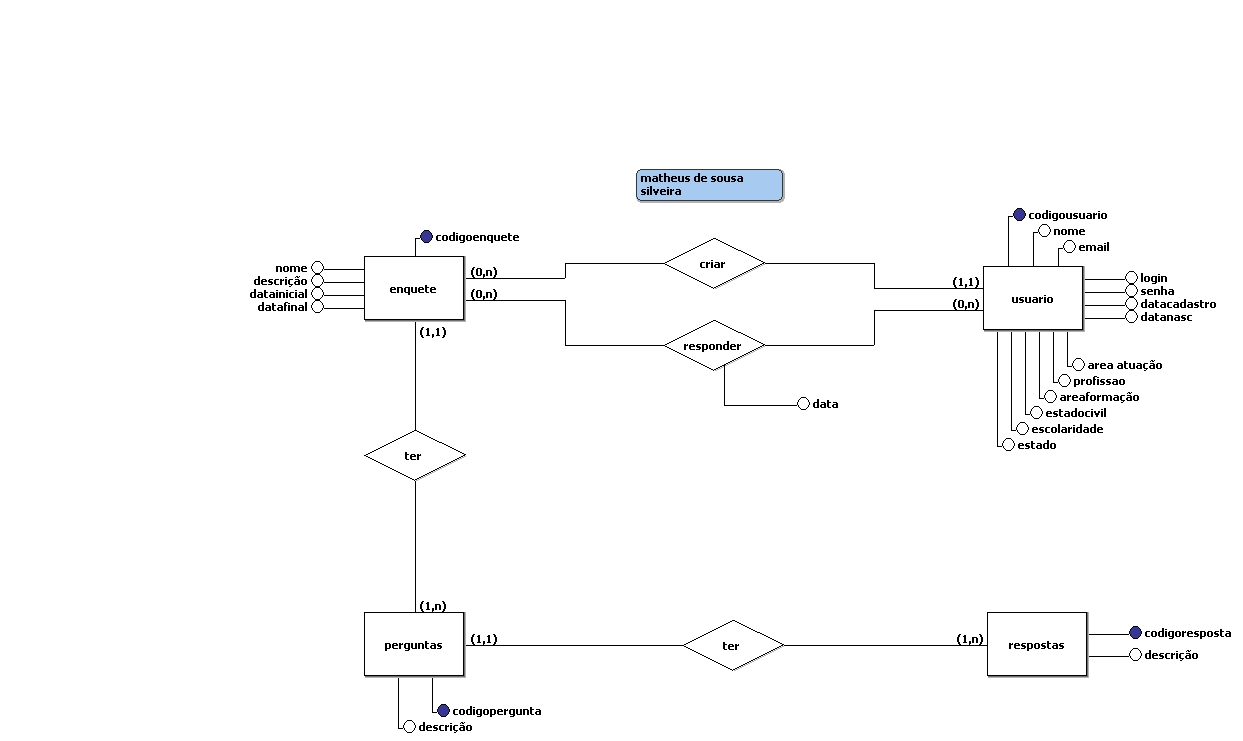 matheus de sousa
silveira
codigousuario
nome
email
codigoenquete
nome
descrição
datainicial
datafinal
enquete
(0,n)
(0,n)
(1,1)
criar
responder
data
(1,1)
(0,n)
usuario
login
senha
datacadastro
datanasc
area atuação
profissao
areaformação
estadocivil
escolaridade
estado
ter
(1,n)
perguntas
(1,1)
ter
(1,n)
respostas
codigoresposta
descrição
codigopergunta
descrição